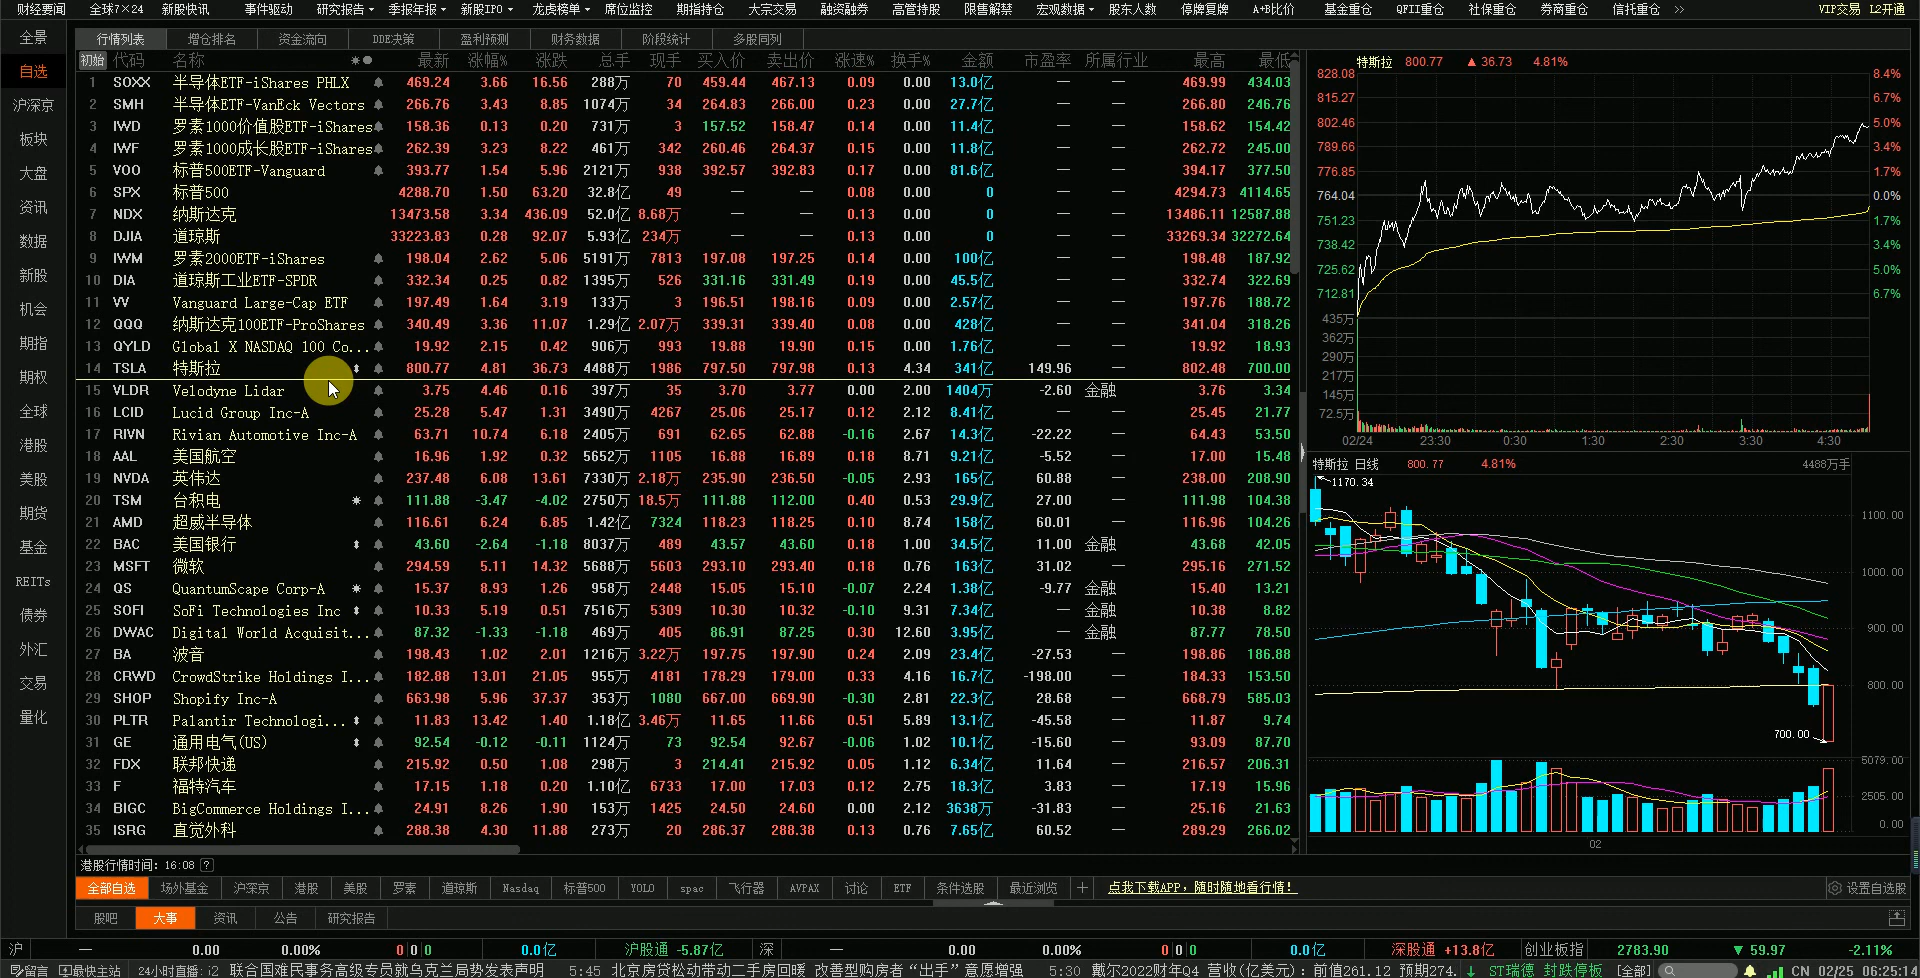 财经要闻 全球7×24 新股快讯 事件驱动 研究报告 季报年报 新股IPO 龙虎榜单 席位监控 期指持仓 大宗交易 融资融券 高管持股 限售解禁 宏观数据 股东人数 停牌复牌 A+B比价 基金重仓 QFII重仓 社保重仓 券商重仓 信托重仓 >> VIP交易 L2开通
全景
自选
沪深京
板块
大盘
资讯
数据
新股
机会
期指
期权
全球
港股
美股
期货
基金
REITs
债券
外汇
交易
量化
行情列表 增仓排名 资金流向 DDE决策 盈利预测 财务数据 阶段统计 多股同列
初始 代码 名称 最新 涨幅% 涨跌 总手 现手 买入价 卖出价 涨速% 换手% 金额 市盈率 所属行业 最高 最低
1 SOXX 半导体ETF-iShares PHLX 469.24 3.66 16.56 288万 70 459.44 467.13 0.09 0.00 13.0亿 — — 469.99 434.03
2 SMH 半导体ETF-VanEck Vectors 266.76 3.43 8.85 1074万 34 264.83 266.00 0.23 0.00 27.7亿 — — 266.80 246.76
3 IWD 罗素1000价值股ETF-iShares 158.36 0.13 0.20 731万 3 157.52 158.47 0.14 0.00 11.4亿 — — 158.62 154.42
4 IWF 罗素1000成长股ETF-iShares 262.39 3.23 8.22 461万 342 260.46 264.37 0.15 0.00 11.8亿 — — 262.72 245.00
5 VOO 标普500ETF-Vanguard 393.77 1.54 5.96 2121万 938 392.57 392.83 0.17 0.00 81.6亿 — — 394.17 377.50
6 SPX 标普500 4288.70 1.50 63.20 32.8亿 49 — — 0.08 0.00 0 — — 4294.73 4114.65
7 NDX 纳斯达克 13473.58 3.34 436.09 52.0亿 8.68万 — — 0.13 0.00 0 — — 13486.11 12587.88
8 DJIA 道琼斯 33223.83 0.28 92.07 5.93亿 234万 — — 0.13 0.00 0 — — 33269.34 32272.64
9 IWM 罗素2000ETF-iShares 198.04 2.62 5.06 5191万 7813 197.08 197.25 0.14 0.00 100亿 — — 198.48 187.92
10 DIA 道琼斯工业ETF-SPDR 332.34 0.25 0.82 1395万 526 331.16 331.49 0.19 0.00 45.5亿 — — 332.74 322.69
11 VV Vanguard Large-Cap ETF 197.49 1.64 3.19 133万 3 196.51 198.16 0.09 0.00 2.57亿 — — 197.76 188.72
12 QQQ 纳斯达克100ETF-ProShares 340.49 3.36 11.07 1.29亿 2.07万 339.31 339.40 0.08 0.00 428亿 — — 341.04 318.26
13 QYLD Global X NASDAQ 100 Co... 19.92 2.15 0.42 906万 993 19.88 19.90 0.15 0.00 1.76亿 — — 19.92 18.93
14 TSLA 特斯拉 800.77 4.81 36.73 4488万 1986 797.50 797.98 0.13 4.34 341亿 149.96 — 802.48 700.00
15 VLDR Velodyne Lidar 3.75 4.46 0.16 397万 35 3.70 3.77 0.00 2.00 1404万 -2.60 金融 3.76 3.34
16 LCID Lucid Group Inc-A 25.28 5.47 1.31 3490万 4267 25.06 25.17 0.12 2.12 8.41亿 — — 25.45 21.77
17 RIVN Rivian Automotive Inc-A 63.71 10.74 6.18 2405万 691 62.65 62.88 -0.16 2.67 14.3亿 -22.22 — 64.43 53.50
18 AAL 美国航空 16.96 1.92 0.32 5652万 1105 16.88 16.89 0.18 8.71 9.21亿 -5.52 — 17.00 15.48
19 NVDA 英伟达 237.48 6.08 13.61 7330万 2.18万 235.90 236.50 -0.05 2.93 165亿 60.88 — 238.00 208.90
20 TSM 台积电 111.88 -3.47 -4.02 2750万 18.5万 111.88 112.00 0.40 0.53 29.9亿 27.00 — 111.98 104.38
21 AMD 超威半导体 116.61 6.24 6.85 1.42亿 7324 118.23 118.25 0.10 8.74 158亿 60.01 — 116.96 104.26
22 BAC 美国银行 43.60 -2.64 -1.18 8037万 489 43.57 43.60 0.18 1.00 34.5亿 11.00 金融 43.68 42.05
23 MSFT 微软 294.59 5.11 14.32 5688万 5603 293.10 293.40 0.18 0.76 163亿 31.02 — 295.16 271.52
24 QS QuantumScape Corp-A 15.37 8.93 1.26 958万 2448 15.05 15.10 -0.07 2.24 1.38亿 -9.77 金融 15.40 13.21
25 SOFI SoFi Technologies Inc 10.33 5.19 0.51 7516万 5309 10.30 10.32 -0.10 9.31 7.34亿 — 金融 10.38 8.82
26 DWAC Digital World Acquisit... 87.32 -1.33 -1.18 469万 405 86.91 87.25 0.30 12.60 3.95亿 — 金融 87.77 78.50
27 BA 波音 198.43 1.02 2.01 1216万 3.22万 197.75 197.90 0.24 2.09 23.4亿 -27.53 — 198.86 186.88
28 CRWD CrowdStrike Holdings I... 182.88 13.01 21.05 955万 4181 178.29 179.00 0.33 4.16 16.7亿 -198.00 — 184.33 153.50
29 SHOP Shopify Inc-A 663.98 5.96 37.37 353万 1080 667.00 669.90 -0.30 2.81 22.3亿 28.68 — 668.79 585.03
30 PLTR Palantir Technologi... 11.83 13.42 1.40 1.18亿 3.46万 11.65 11.66 0.51 5.89 13.1亿 -45.58 — 11.87 9.74
31 GE 通用电气(US) 92.54 -0.12 -0.11 1124万 73 92.54 92.67 -0.06 1.02 10.1亿 -15.60 — 93.09 87.70
32 FDX 联邦快递 215.92 0.50 1.08 298万 3 214.41 215.92 0.05 1.12 6.34亿 11.64 — 216.57 206.31
33 F 福特汽车 17.15 1.18 0.20 1.10亿 6733 17.00 17.03 0.12 2.75 18.3亿 3.83 — 17.19 15.96
34 BIGC BigCommerce Holdings I... 24.91 8.26 1.90 153万 1425 24.50 24.60 0.00 2.12 3638万 -31.83 — 25.16 21.63
35 ISRG 直觉外科 288.38 4.30 11.88 273万 20 286.37 288.38 0.13 0.76 7.65亿 60.52 — 289.29 266.02
828.08 特斯拉 800.77 ▲ 36.73 4.81% 8.4%
815.27 6.7%
802.46 5.0%
789.66 3.4%
776.85 1.7%
764.04 0.0%
751.23 1.7%
738.42 3.4%
725.62 5.0%
712.81 6.7%
435万
362万
290万
217万
145万
72.5万
02/24 23:30 0:30 1:30 2:30 3:30 4:30
特斯拉 日线 800.77 4.81% 4488万手
1170.34
1100.00
1000.00
900.00
800.00
700.00
5079.00
2505.00
0.00
02
港股行情时间: 16:08 ?
全部自选 场外基金 沪深京 港股 美股 罗素 道琼斯 Nasdaq 标普500 YOLO spac 飞行器 AVPAX 讨论 ETF 条件选股 最近浏览 + 点我下载APP,随时随地看行情! 设置自选股
股吧 大事 资讯 公告 研究报告
沪 — 0.00 0.00% 0|0|0 0.0亿 沪股通 -5.87亿 深 — 0.00 0.00% 0|0|0 0.0亿 深股通 +13.8亿 创业板指 2783.90 ▼ 59.97 -2.11%
留言 最快主站 24小时直播: 联合国难民事务高级专员就乌克兰局势发表声明 5:45 北京房贷松动带动二手房回暖 改善型购房者“出手”意愿增强 5:30 戴尔2022财年Q4 营收(亿美元): 前值261.12 预期274. ↓ ST瑞德 封跌停板 [全部] CN 02/25 06:25:14